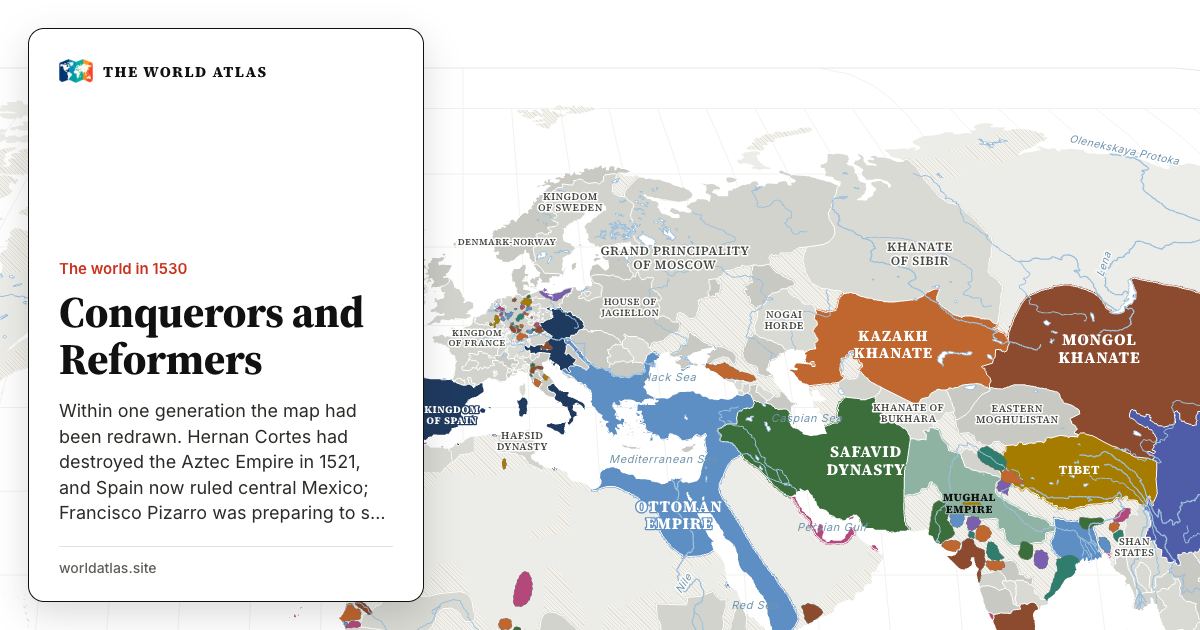 THE WORLD ATLAS
The world in 1530
Conquerors and
Reformers
Within one generation the map had
been redrawn. Hernan Cortes had
destroyed the Aztec Empire in 1521,
and Spain now ruled central Mexico;
Francisco Pizarro was preparing to s...
worldatlas.site
Olenekskaya Protoka
KINGDOM
OF SWEDEN
DENMARK-NORWAY
GRAND PRINCIPALITY
OF MOSCOW
KHANATE
OF SIBIR
Lena
HOUSE OF
JAGIELLON
NOGAI
HORDE
KINGDOM
OF FRANCE
KAZAKH
KHANATE
MONGOL
KHANATE
lack Sea
KINGDOM
OF SPAIN
Caspian Sea
KHANATE OF
BUKHARA
EASTERN
MOGHULISTAN
HAFSID
DYNASTY
Mediterranean S
SAFAVID
DYNASTY
TIBET
OTTOMAN
EMPIRE
MUGHAL
EMPIRE
Persian Gulf
SHAN
STATES
Nile
Red Sea